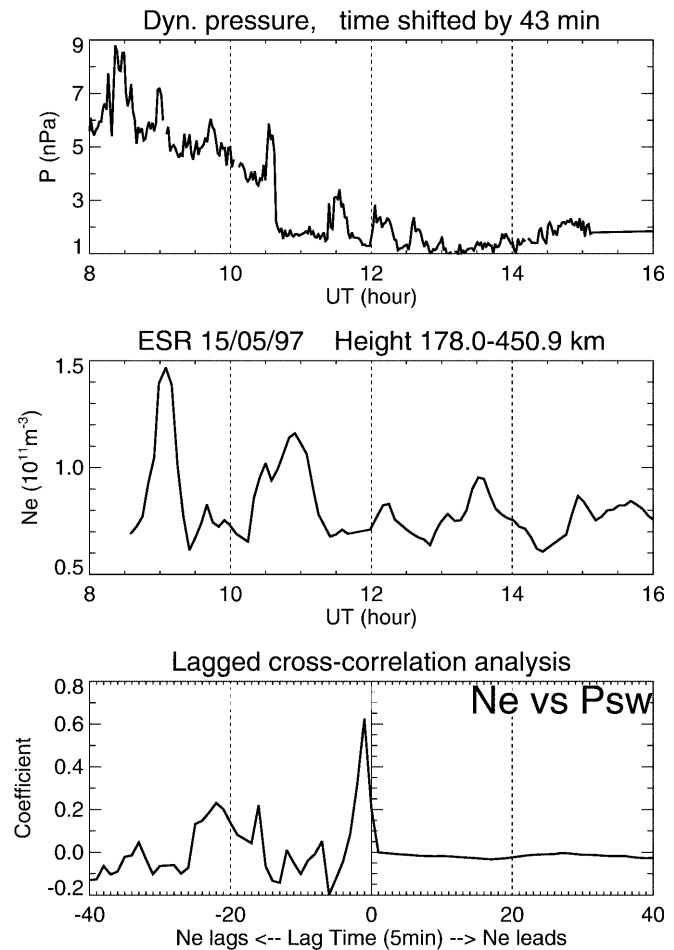 Dyn. pressure, time shifted by 43 min
9
7
5
3
1
P (nPa)
8 10 12 14 16
UT (hour)
ESR 15/05/97 Height 178.0-450.9 km
1.5
1.0
0.5
Ne (10¹¹m⁻³)
8 10 12 14 16
UT (hour)
Lagged cross-correlation analysis
Ne vs Psw
0.8
0.6
0.4
0.2
0.0
-0.2
Coefficient
-40 -20 0 20 40
Ne lags <-- Lag Time (5min) --> Ne leads